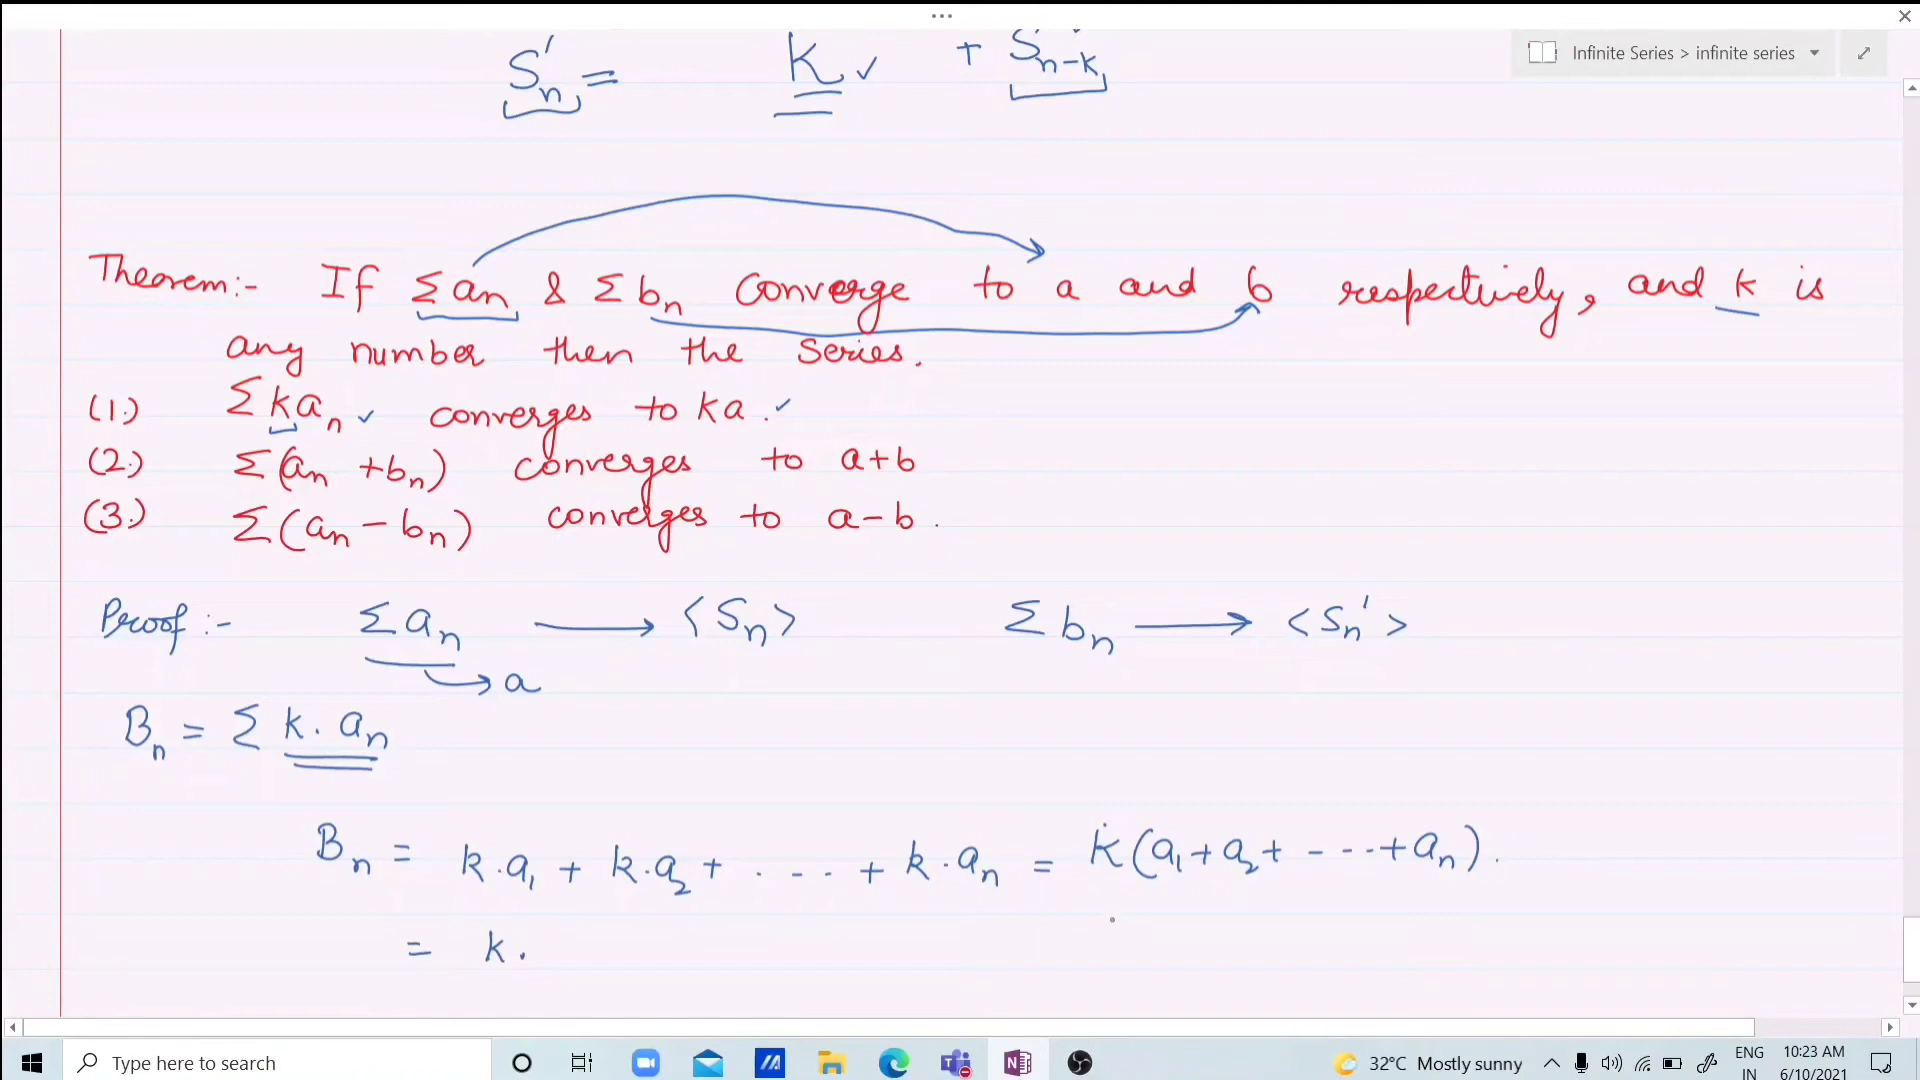 Infinite Series > infinite series
S'n = k ✓ + S'n-k
Theorem:- If Σan & Σbn Converge to a and b respectively, and k is
any number then the Series.
(1.) Σkan ✓ converges to ka. ✓
(2.) Σ(an +bn) converges to a+b
(3.) Σ(an - bn) converges to a-b.
Proof:- Σan ⟶ <Sn> Σbn ⟶ <Sn'>
→ a
Bn = Σ k. an
Bn = k.a1 + k.a2 + . - - . + k.an = k(a1+a2+ - --.+an).
= k.
Type here to search
32°C Mostly sunny
ENG
IN
10:23 AM
6/10/2021